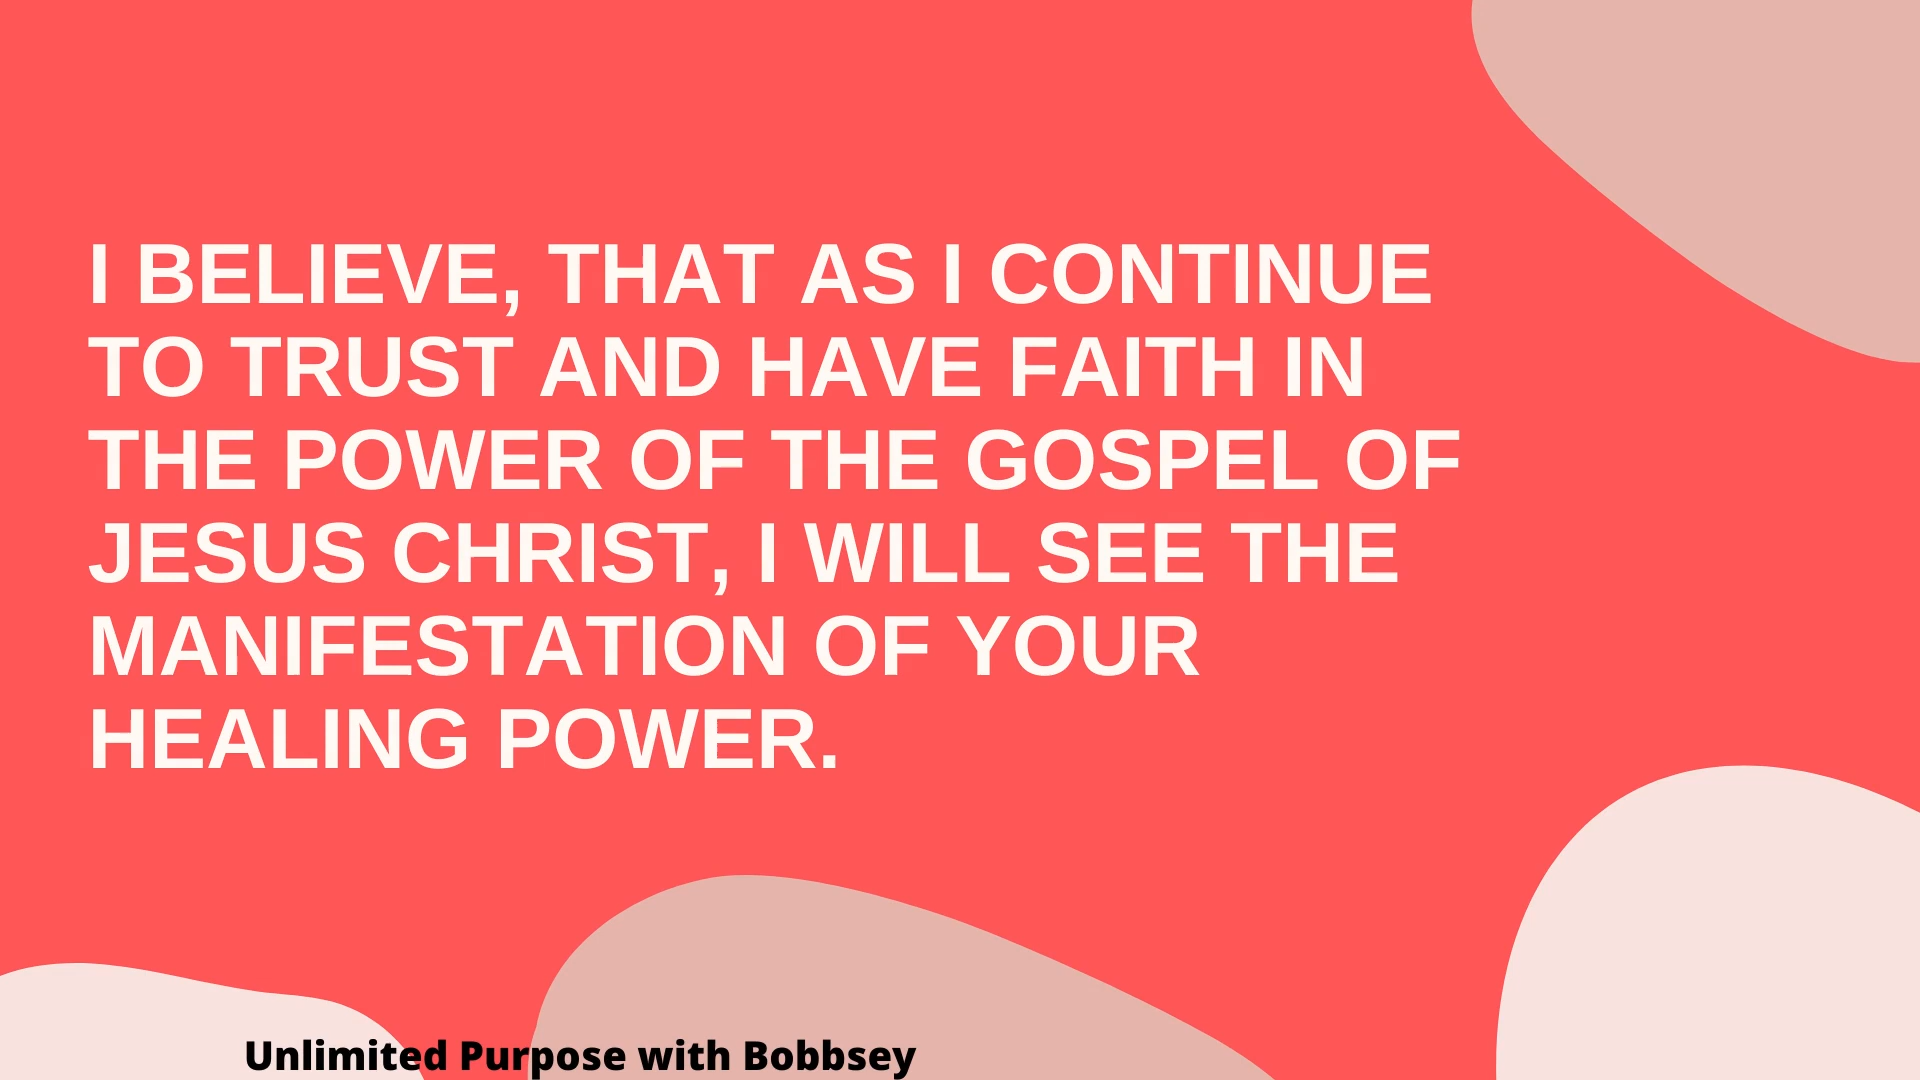 I BELIEVE, THAT AS I CONTINUE
TO TRUST AND HAVE FAITH IN
THE POWER OF THE GOSPEL OF
JESUS CHRIST, I WILL SEE THE
MANIFESTATION OF YOUR
HEALING POWER.
Unlimited Purpose with Bobbsey